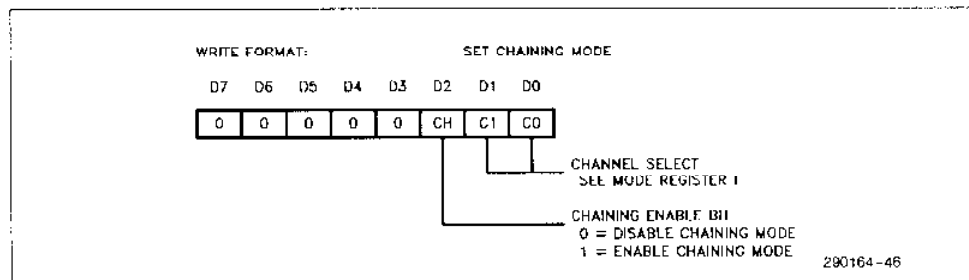 WRITE FORMAT: SET CHAINING MODE
D7 D6 D5 D4 D3 D2 D1 D0
0 0 0 0 0 CH C1 C0
CHANNEL SELECT
SEE MODE REGISTER I
CHAINING ENABLE BIT
0 = DISABLE CHAINING MODE
1 = ENABLE CHAINING MODE
290164-46